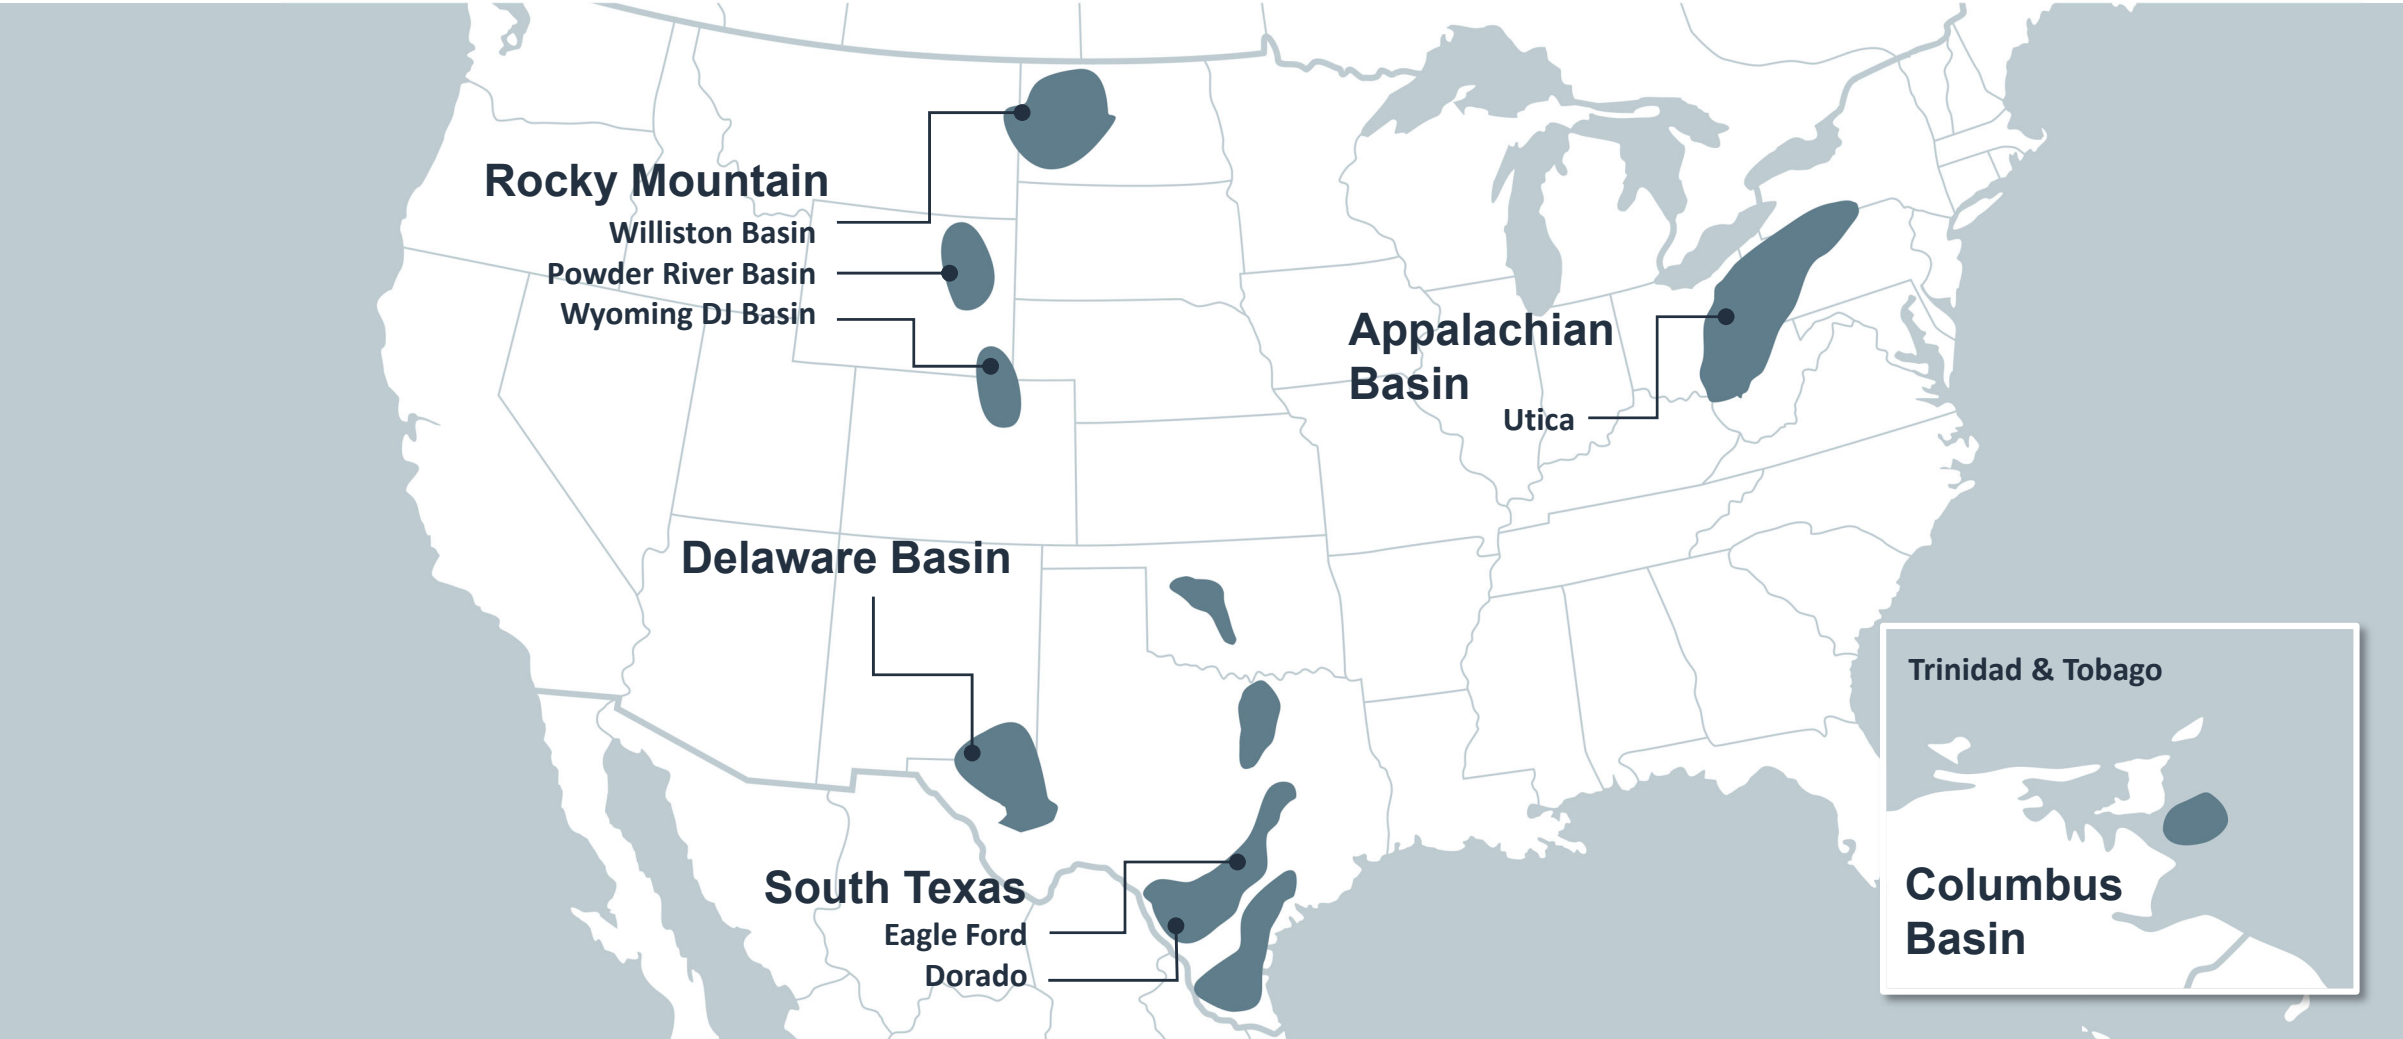 Rocky Mountain
Williston Basin
Powder River Basin
Wyoming DJ Basin
Appalachian
Basin
Utica
Delaware Basin
South Texas
Eagle Ford
Dorado
Trinidad & Tobago
Columbus
Basin